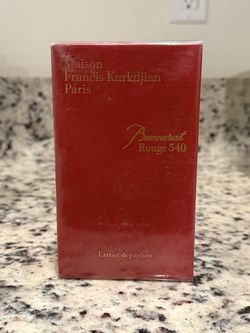 Maison
Francis Kurkdjian
Paris
Baccarat
Rouge 540
Extrait de parfum